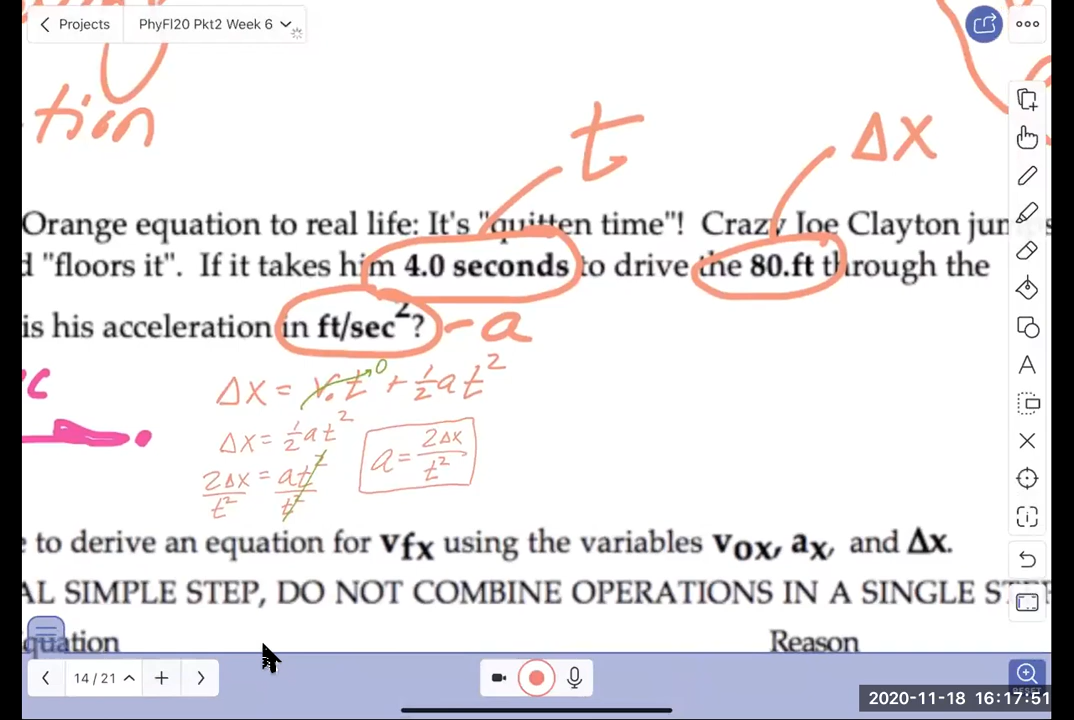 Projects PhyFl20 Pkt2 Week 6
tion
t
Δx
Orange equation to real life: It's "quitten time"! Crazy Joe Clayton jum s
d "floors it". If it takes him 4.0 seconds to drive the 80.ft through the
is his acceleration in ft/sec²? - a
c
Δx = v₀t⁰ + ½at²
Δx = ½at²
a = 2Δx/t²
2Δx/t² = at²/t²
e to derive an equation for vfx using the variables vox, ax, and Δx.
AL SIMPLE STEP, DO NOT COMBINE OPERATIONS IN A SINGLE ST
quation Reason
14 / 21
RESET
2020-11-18 16:17:51